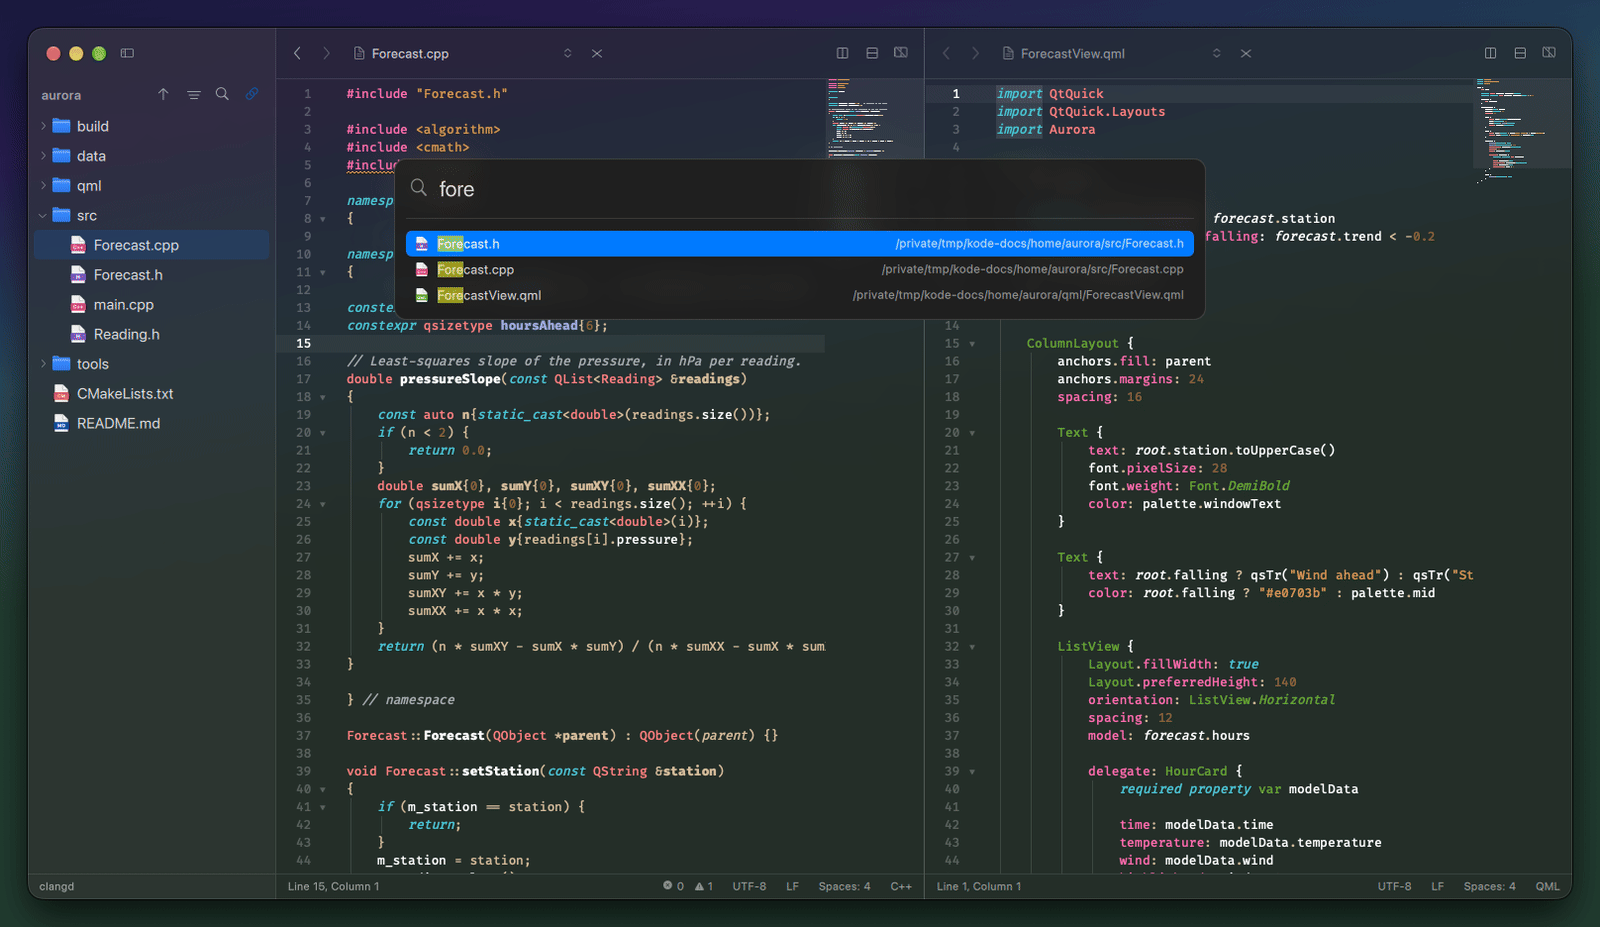 aurora
build
data
qml
src
Forecast.cpp
Forecast.h
main.cpp
Reading.h
tools
CMakeLists.txt
README.md
clangd
Forecast.cpp
1 #include "Forecast.h"
2
3 #include <algorithm>
4 #include <cmath>
5 #includ
6
7 namesp
8 {
9
10 namesp
11 {
12
13 conste
14 constexpr qsizetype hoursAhead{6};
15
16 // Least-squares slope of the pressure, in hPa per reading.
17 double pressureSlope(const QList<Reading> &readings)
18 {
19 const auto n{static_cast<double>(readings.size())};
20 if (n < 2) {
21 return 0.0;
22 }
23 double sumX{0}, sumY{0}, sumXY{0}, sumXX{0};
24 for (qsizetype i{0}; i < readings.size(); ++i) {
25 const double x{static_cast<double>(i)};
26 const double y{readings[i].pressure};
27 sumX += x;
28 sumY += y;
29 sumXY += x * y;
30 sumXX += x * x;
31 }
32 return (n * sumXY - sumX * sumY) / (n * sumXX - sumX * sum
33 }
34
35 } // namespace
36
37 Forecast::Forecast(QObject *parent) : QObject(parent) {}
38
39 void Forecast::setStation(const QString &station)
40 {
41 if (m_station == station) {
42 return;
43 }
44 m_station = station;
Line 15, Column 1
0
1
UTF-8
LF
Spaces: 4
C++
fore
Forecast.h /private/tmp/kode-docs/home/aurora/src/Forecast.h
Forecast.cpp /private/tmp/kode-docs/home/aurora/src/Forecast.cpp
ForecastView.qml /private/tmp/kode-docs/home/aurora/qml/ForecastView.qml
ForecastView.qml
1 import QtQuick
2 import QtQuick.Layouts
3 import Aurora
4
forecast.station
falling: forecast.trend < -0.2
14
15 ColumnLayout {
16 anchors.fill: parent
17 anchors.margins: 24
18 spacing: 16
19
20 Text {
21 text: root.station.toUpperCase()
22 font.pixelSize: 28
23 font.weight: Font.DemiBold
24 color: palette.windowText
25 }
26
27 Text {
28 text: root.falling ? qsTr("Wind ahead") : qsTr("St
29 color: root.falling ? "#e0703b" : palette.mid
30 }
31
32 ListView {
33 Layout.fillWidth: true
34 Layout.preferredHeight: 140
35 orientation: ListView.Horizontal
36 spacing: 12
37 model: forecast.hours
38
39 delegate: HourCard {
40 required property var modelData
41
42 time: modelData.time
43 temperature: modelData.temperature
44 wind: modelData.wind
Line 1, Column 1
UTF-8
LF
Spaces: 4
QML